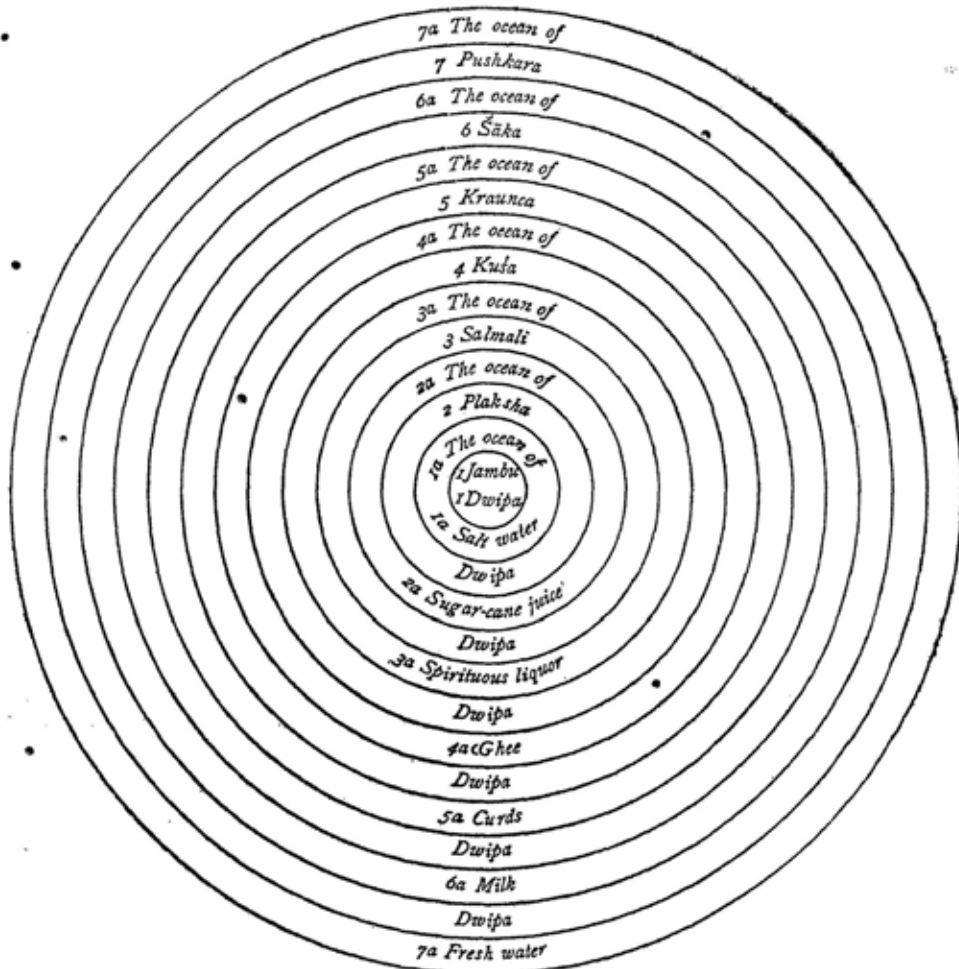 7a The ocean of
7 Pushkara
6a The ocean of
6 Śāka
5a The ocean of
5 Kraunca
4a The ocean of
4 Kuśa
3a The ocean of
3 Salmali
2a The ocean of
2 Plaksha
1a The ocean of
1 Jambu
1 Dwipa
1a Salt water
Dwipa
2a Sugar-cane juice
Dwipa
3a Spirituous liquor
Dwipa
4a Ghee
Dwipa
5a Curds
Dwipa
6a Milk
Dwipa
7a Fresh water